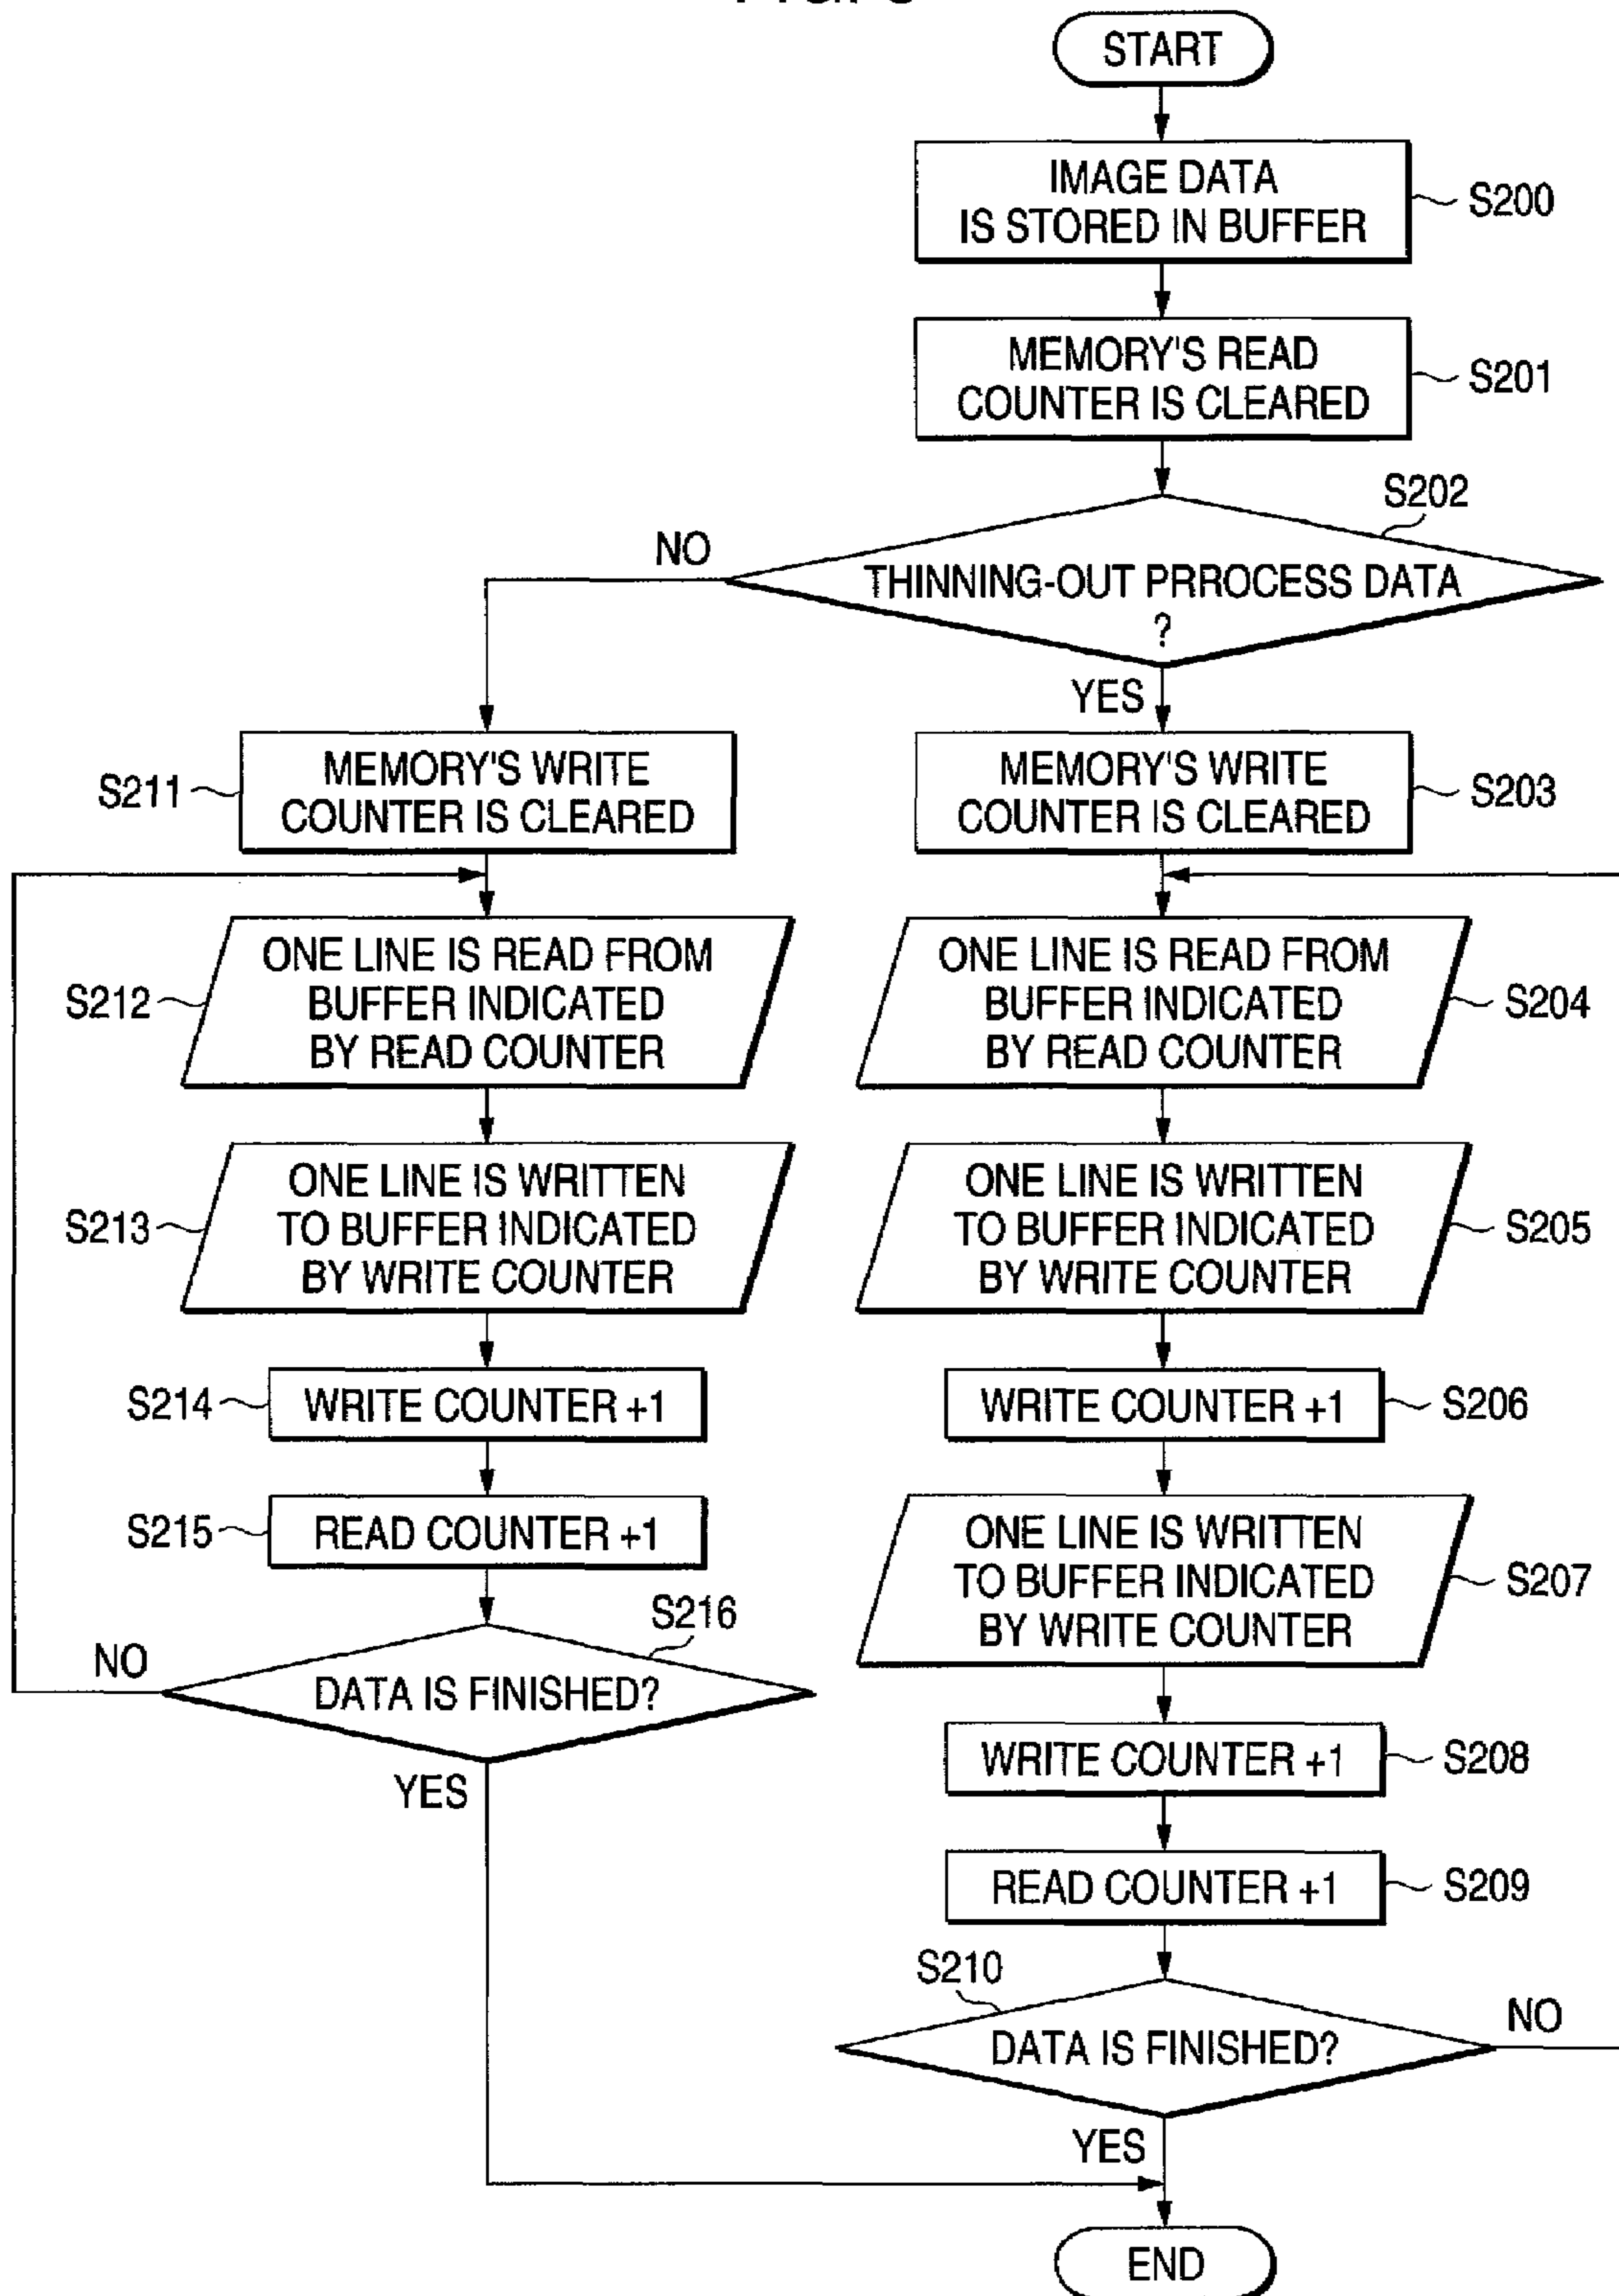 START
IMAGE DATA
IS STORED IN BUFFER
S200
MEMORY'S READ
COUNTER IS CLEARED
S201
S202
NO
THINNING-OUT PRROCESS DATA
?
YES
S211
MEMORY'S WRITE
COUNTER IS CLEARED
MEMORY'S WRITE
COUNTER IS CLEARED
S203
S212
ONE LINE IS READ FROM
BUFFER INDICATED
BY READ COUNTER
ONE LINE IS READ FROM
BUFFER INDICATED
BY READ COUNTER
S204
S213
ONE LINE IS WRITTEN
TO BUFFER INDICATED
BY WRITE COUNTER
ONE LINE IS WRITTEN
TO BUFFER INDICATED
BY WRITE COUNTER
S205
S214
WRITE COUNTER +1
WRITE COUNTER +1
S206
S215
READ COUNTER +1
ONE LINE IS WRITTEN
TO BUFFER INDICATED
BY WRITE COUNTER
S207
S216
NO
DATA IS FINISHED?
YES
WRITE COUNTER +1
S208
READ COUNTER +1
S209
S210
DATA IS FINISHED?
NO
YES
END